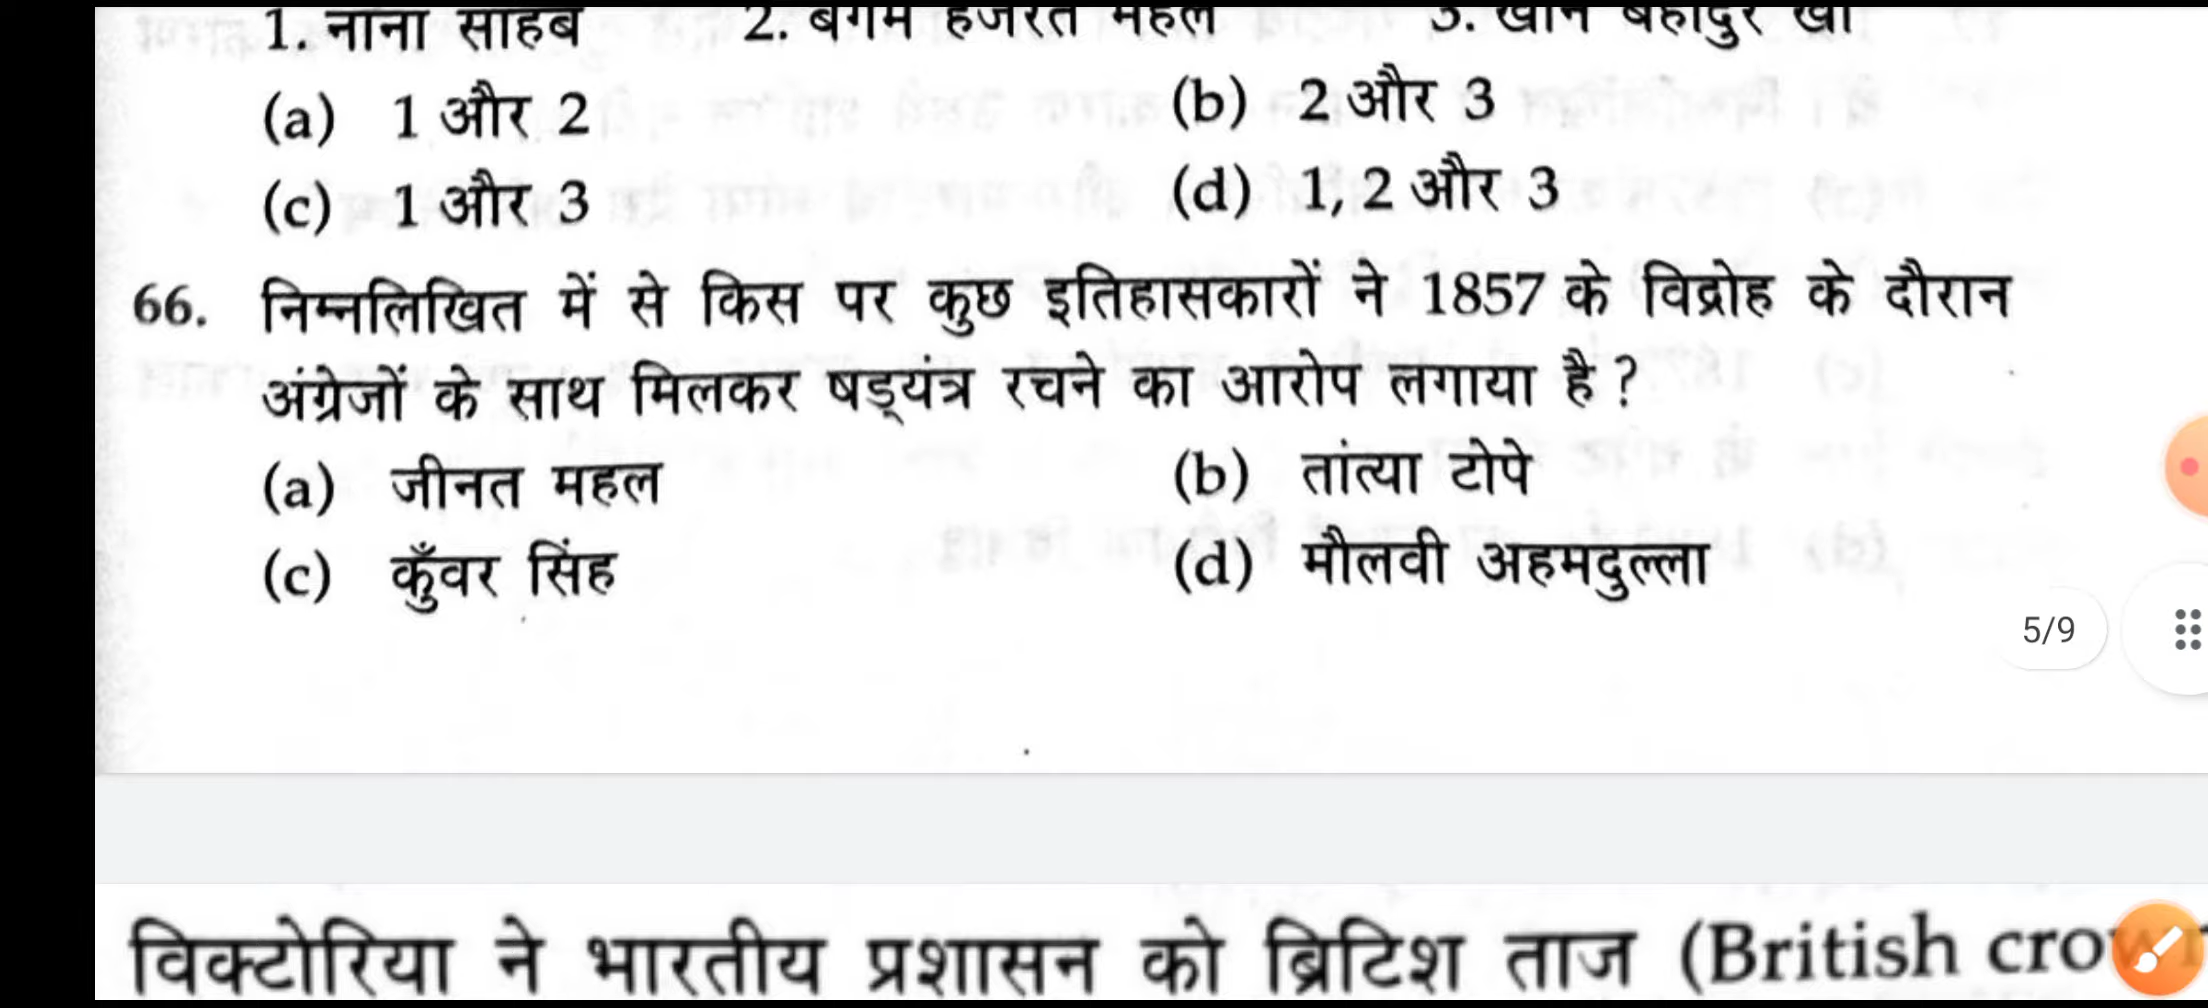 1. नाना साहब 2. बेगम हजरत महल 3. खान बहादुर खाँ
(a) 1 और 2 (b) 2 और 3
(c) 1 और 3 (d) 1, 2 और 3
66. निम्नलिखित में से किस पर कुछ इतिहासकारों ने 1857 के विद्रोह के दौरान
अंग्रेजों के साथ मिलकर षड्यंत्र रचने का आरोप लगाया है ?
(a) जीनत महल (b) तांत्या टोपे
(c) कुँवर सिंह (d) मौलवी अहमदुल्ला
5/9
विक्टोरिया ने भारतीय प्रशासन को ब्रिटिश ताज (British